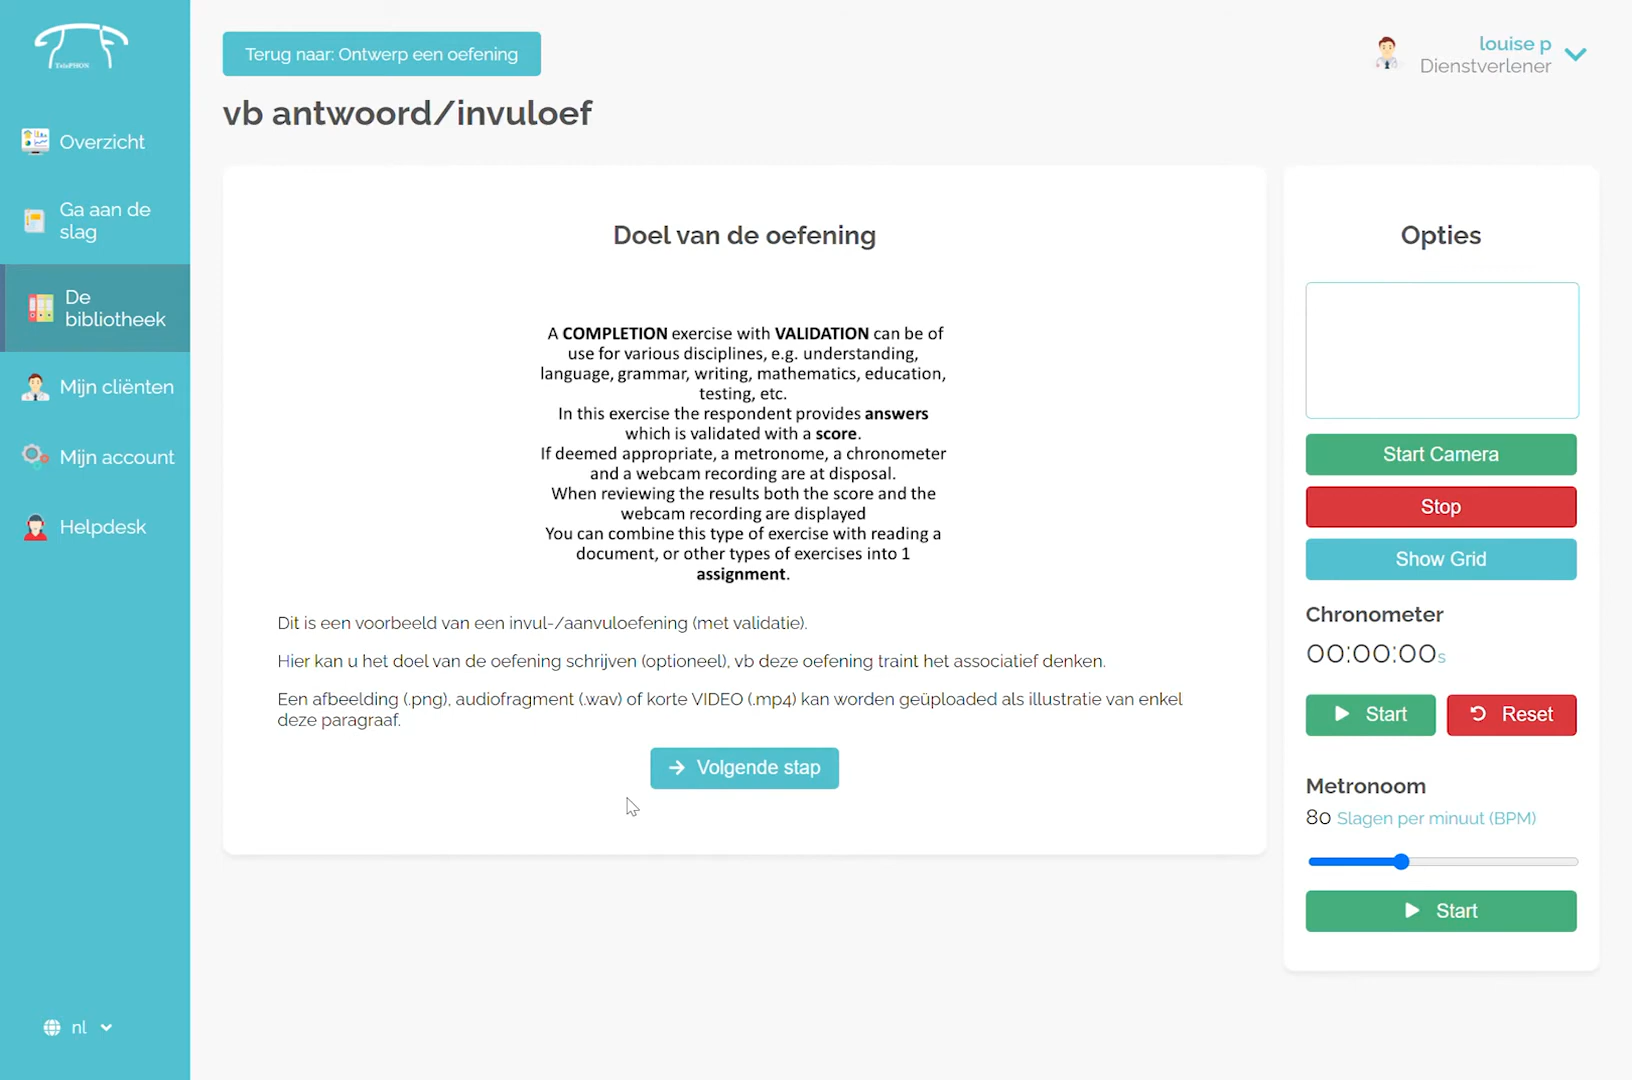 TelePHON
Overzicht
Ga aan de
slag
De
bibliotheek
Mijn cliënten
Mijn account
Helpdesk
nl
Terug naar: Ontwerp een oefening
louise p
Dienstverlener
vb antwoord/invuloef
Doel van de oefening
A COMPLETION exercise with VALIDATION can be of
use for various disciplines, e.g. understanding,
language, grammar, writing, mathematics, education,
testing, etc.
In this exercise the respondent provides answers
which is validated with a score.
If deemed appropriate, a metronome, a chronometer
and a webcam recording are at disposal.
When reviewing the results both the score and the
webcam recording are displayed
You can combine this type of exercise with reading a
document, or other types of exercises into 1
assignment.
Dit is een voorbeeld van een invul-/aanvuloefening (met validatie).
Hier kan u het doel van de oefening schrijven (optioneel), vb deze oefening traint het associatief denken.
Een afbeelding (.png), audiofragment (.wav) of korte VIDEO (.mp4) kan worden geüploaded als illustratie van enkel
deze paragraaf.
Volgende stap
Opties
Start Camera
Stop
Show Grid
Chronometer
00:00:00s
Start
Reset
Metronoom
80 Slagen per minuut (BPM)
Start